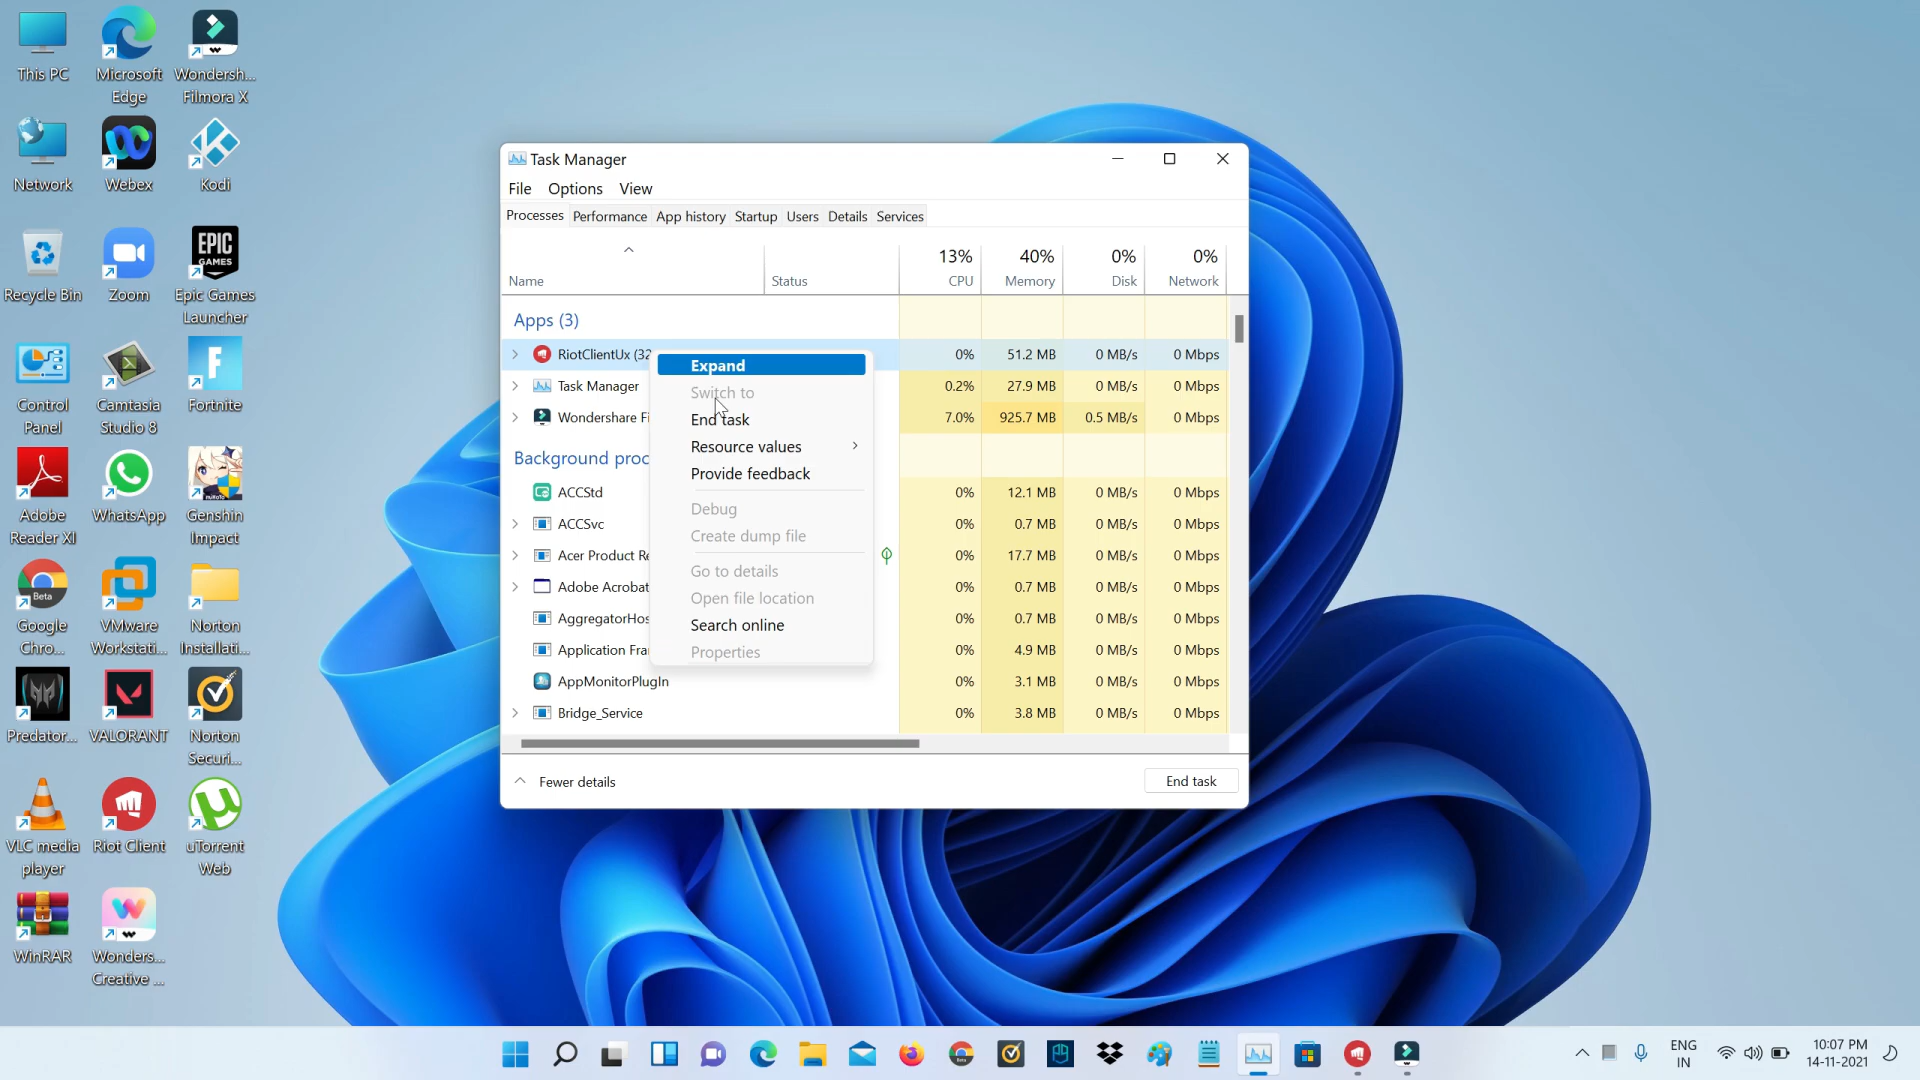 This PC
Microsoft
Edge
Wondersh...
Filmora X
Network
Webex
Kodi
EPIC
GAMES
Recycle Bin
Zoom
Epic Games
Launcher
Control
Panel
Camtasia
Studio 8
Fortnite
Adobe
Reader XI
WhatsApp
Genshin
Impact
Beta
Google
Chro...
VMware
Workstati...
Norton
Installati...
Predator...
VALORANT
Norton
Securi...
VLC media
player
Riot Client
uTorrent
Web
WinRAR
Wonders...
Creative ...
Task Manager
File Options View
Processes Performance App history Startup Users Details Services
13% 40% 0% 0%
Name Status CPU Memory Disk Network
Apps (3)
RiotClientUx (32 0% 51.2 MB 0 MB/s 0 Mbps
Task Manager 0.2% 27.9 MB 0 MB/s 0 Mbps
Wondershare Fi 7.0% 925.7 MB 0.5 MB/s 0 Mbps
Background proc
ACCStd 0% 12.1 MB 0 MB/s 0 Mbps
ACCSvc 0% 0.7 MB 0 MB/s 0 Mbps
Acer Product Re 0% 17.7 MB 0 MB/s 0 Mbps
Adobe Acrobat 0% 0.7 MB 0 MB/s 0 Mbps
AggregatorHos 0% 0.7 MB 0 MB/s 0 Mbps
Application Fra 0% 4.9 MB 0 MB/s 0 Mbps
AppMonitorPlugIn 0% 3.1 MB 0 MB/s 0 Mbps
Bridge_Service 0% 3.8 MB 0 MB/s 0 Mbps
Expand
Switch to
End task
Resource values
Provide feedback
Debug
Create dump file
Go to details
Open file location
Search online
Properties
Fewer details
End task
ENG
IN
10:07 PM
14-11-2021